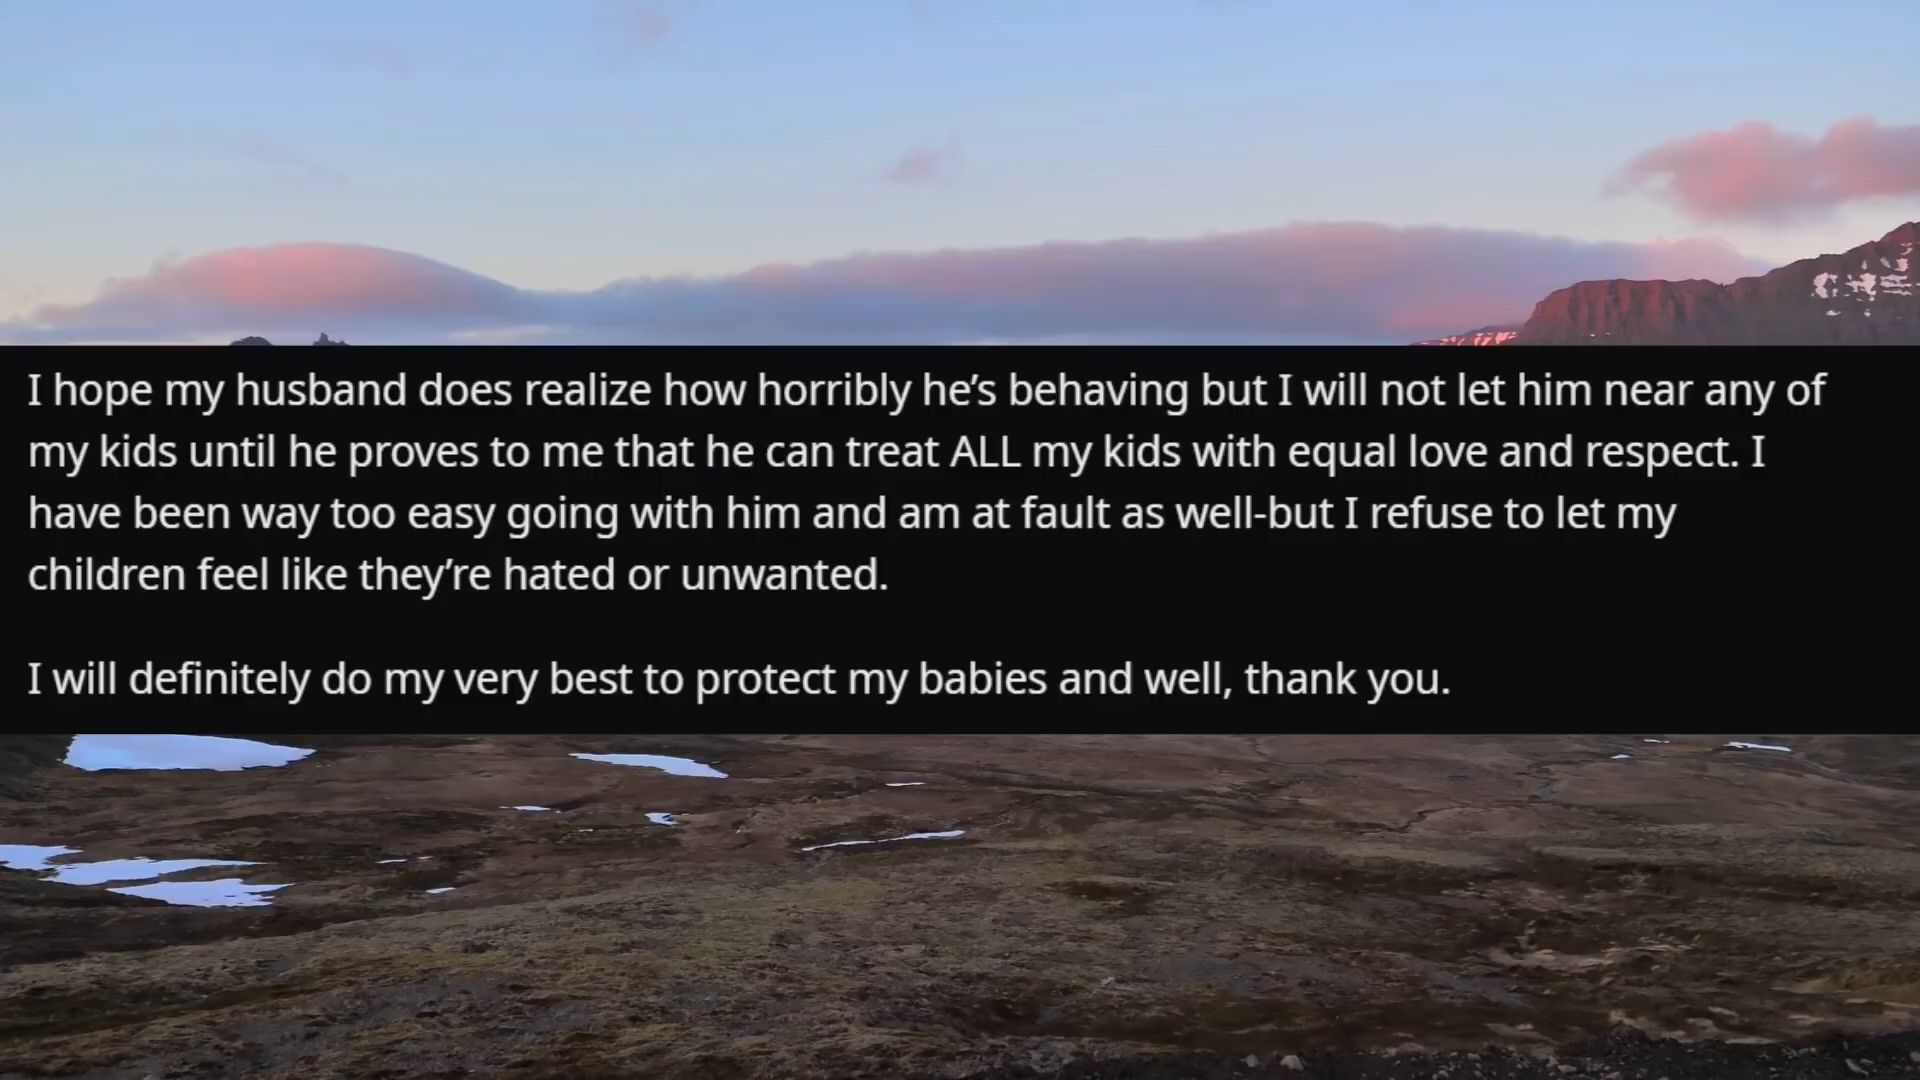 I hope my husband does realize how horribly he’s behaving but I will not let him near any of
my kids until he proves to me that he can treat ALL my kids with equal love and respect. I
have been way too easy going with him and am at fault as well-but I refuse to let my
children feel like they’re hated or unwanted.
I will definitely do my very best to protect my babies and well, thank you.